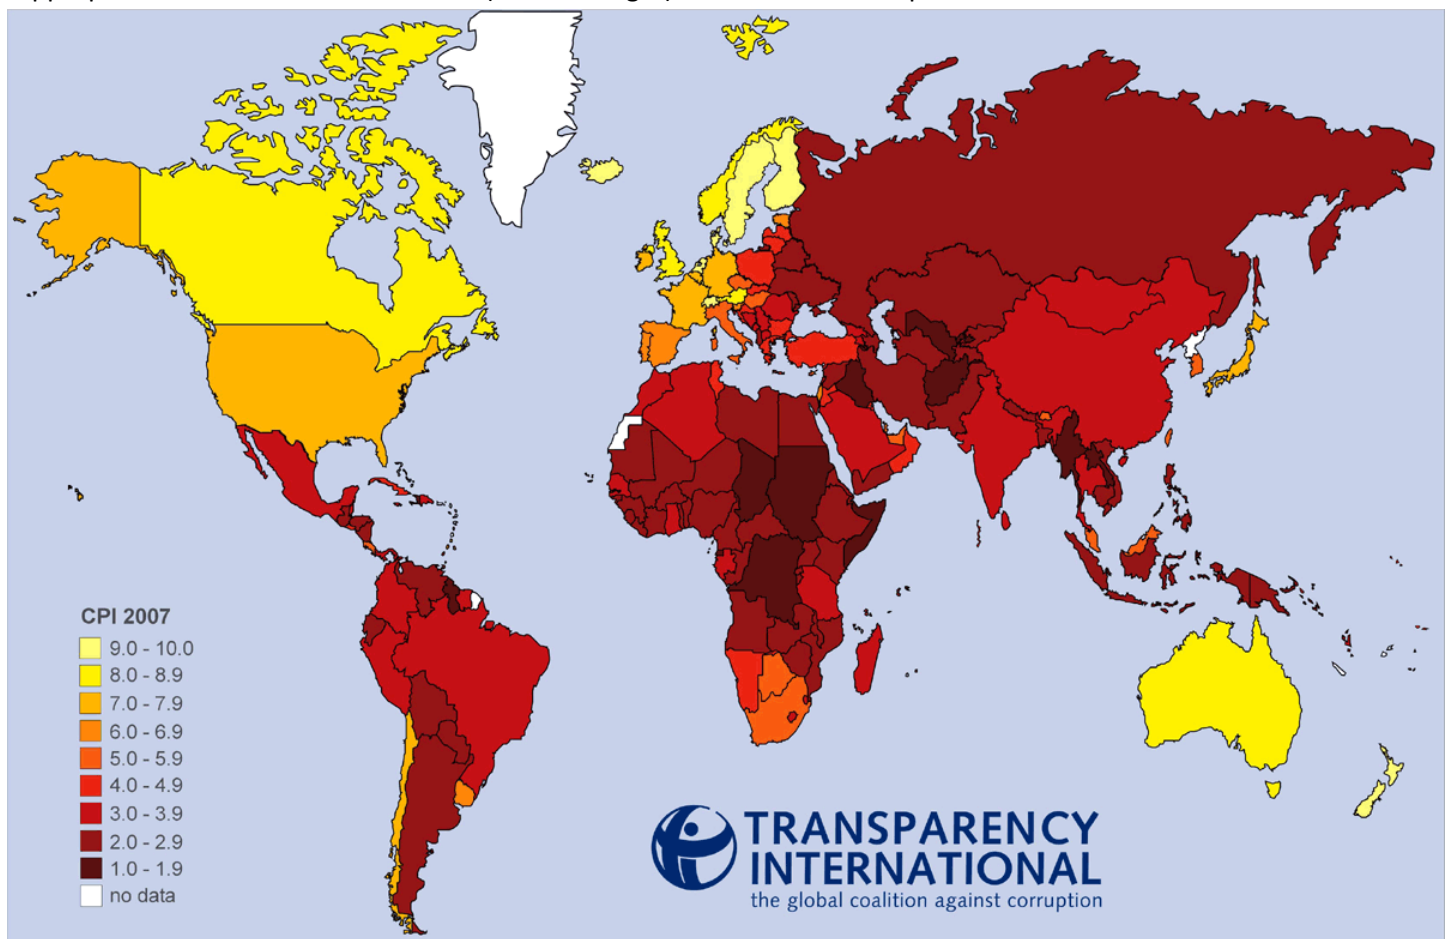 CPI 2007
9.0 - 10.0
8.0 - 8.9
7.0 - 7.9
6.0 - 6.9
5.0 - 5.9
4.0 - 4.9
3.0 - 3.9
2.0 - 2.9
1.0 - 1.9
no data
TRANSPARENCY
INTERNATIONAL
the global coalition against corruption